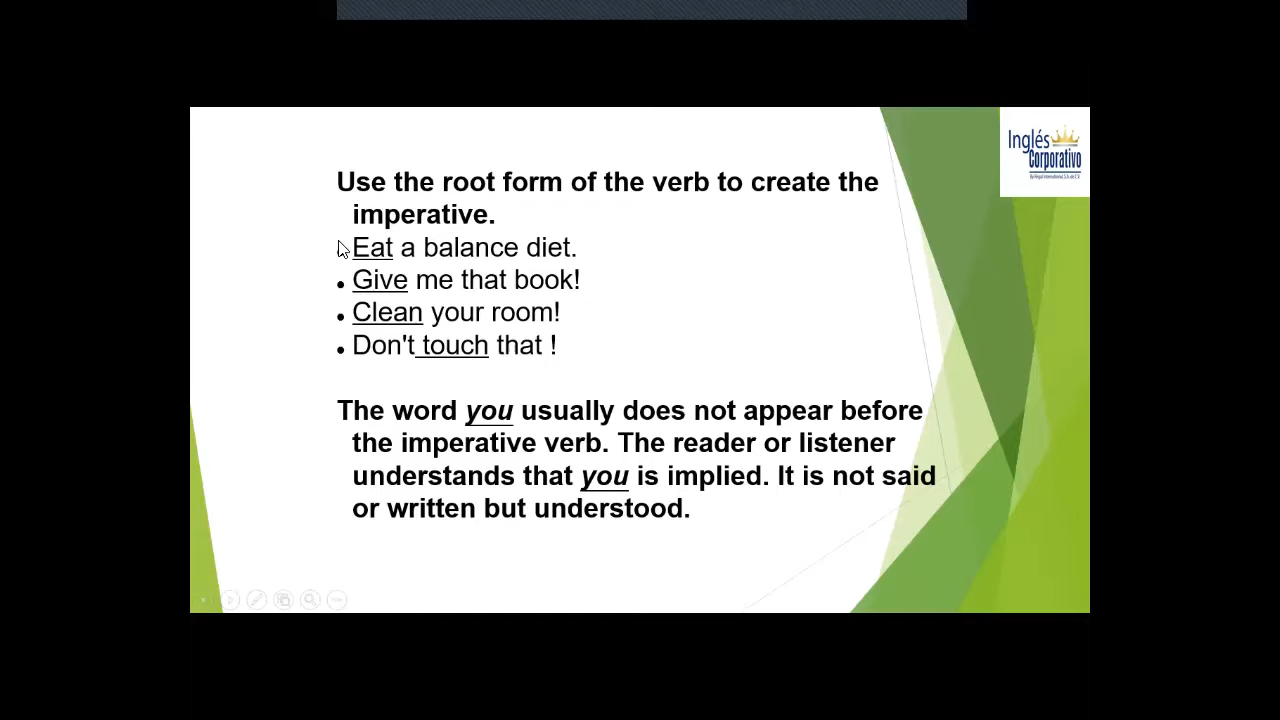 Inglés
Corporativo
Use the root form of the verb to create the
imperative.
Eat a balance diet.
• Give me that book!
• Clean your room!
• Don't touch that !
The word you usually does not appear before
the imperative verb. The reader or listener
understands that you is implied. It is not said
or written but understood.